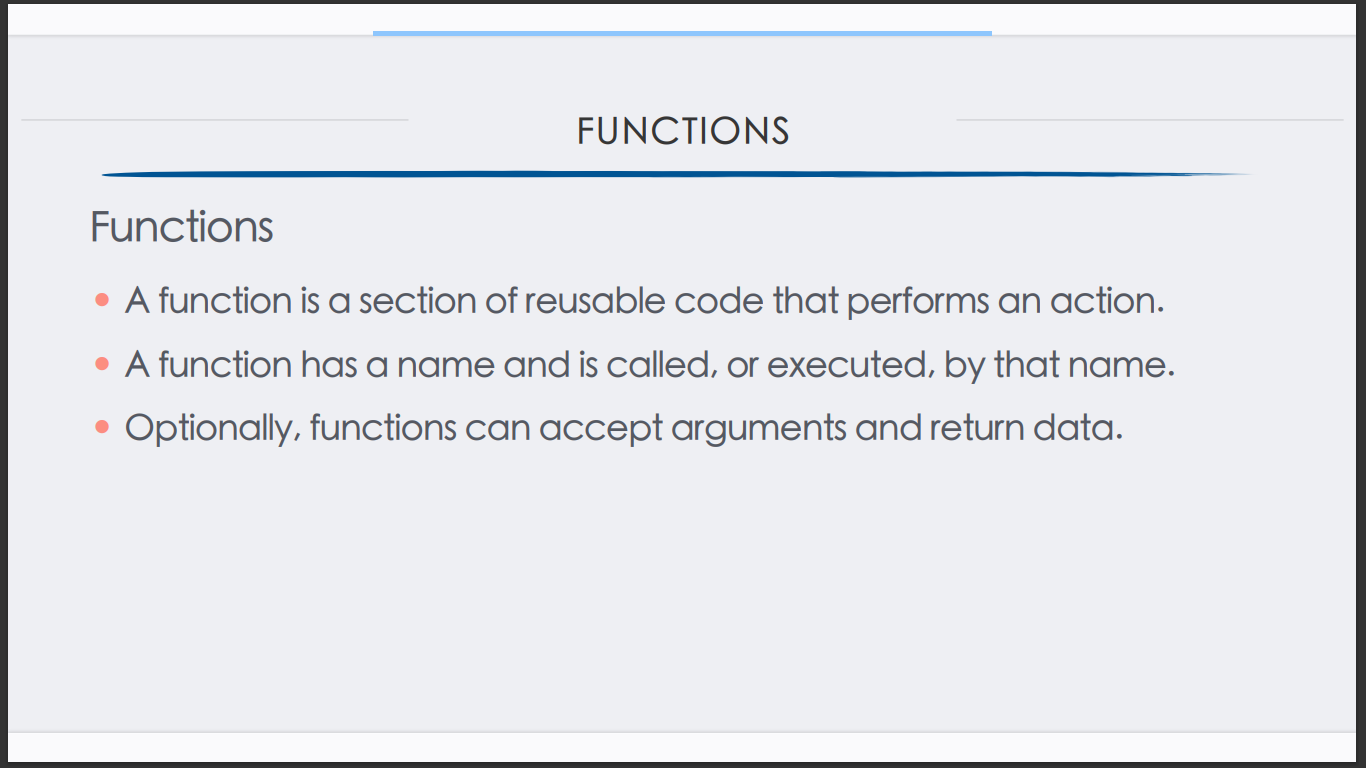 FUNCTIONS
Functions
• A function is a section of reusable code that performs an action.
• A function has a name and is called, or executed, by that name.
• Optionally, functions can accept arguments and return data.